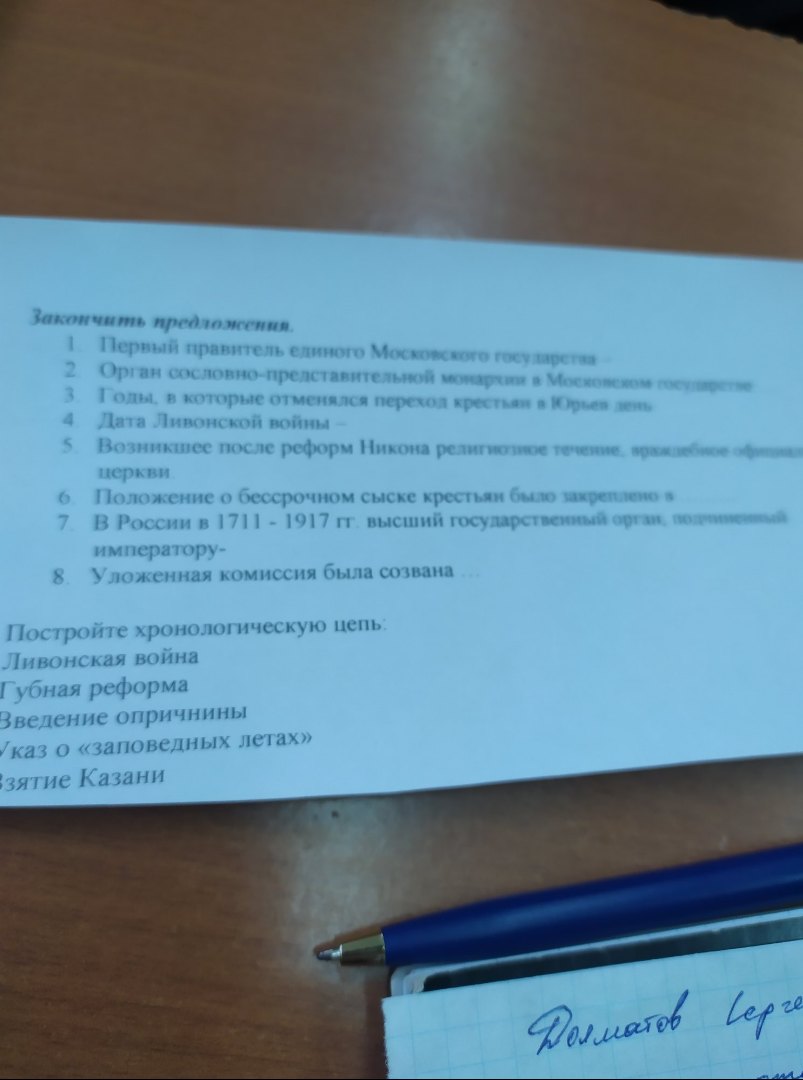 Закончить предложения.
1. Первый правитель единого Московского государства –
2. Орган сословно-представительной монархии в Московском государстве
3. Годы, в которые отменялся переход крестьян в Юрьев день
4. Дата Ливонской войны –
5. Возникшее после реформ Никона религиозное течение, враждебное официал
церкви.
6. Положение о бессрочном сыске крестьян было закреплено в ........
7. В России в 1711 - 1917 гг. высший государственный орган, подчиненный
императору-
8. Уложенная комиссия была созвана ...
Постройте хронологическую цепь:
Ливонская война
Губная реформа
Введение опричнины
Указ о «заповедных летах»
Взятие Казани
Долматов Серге